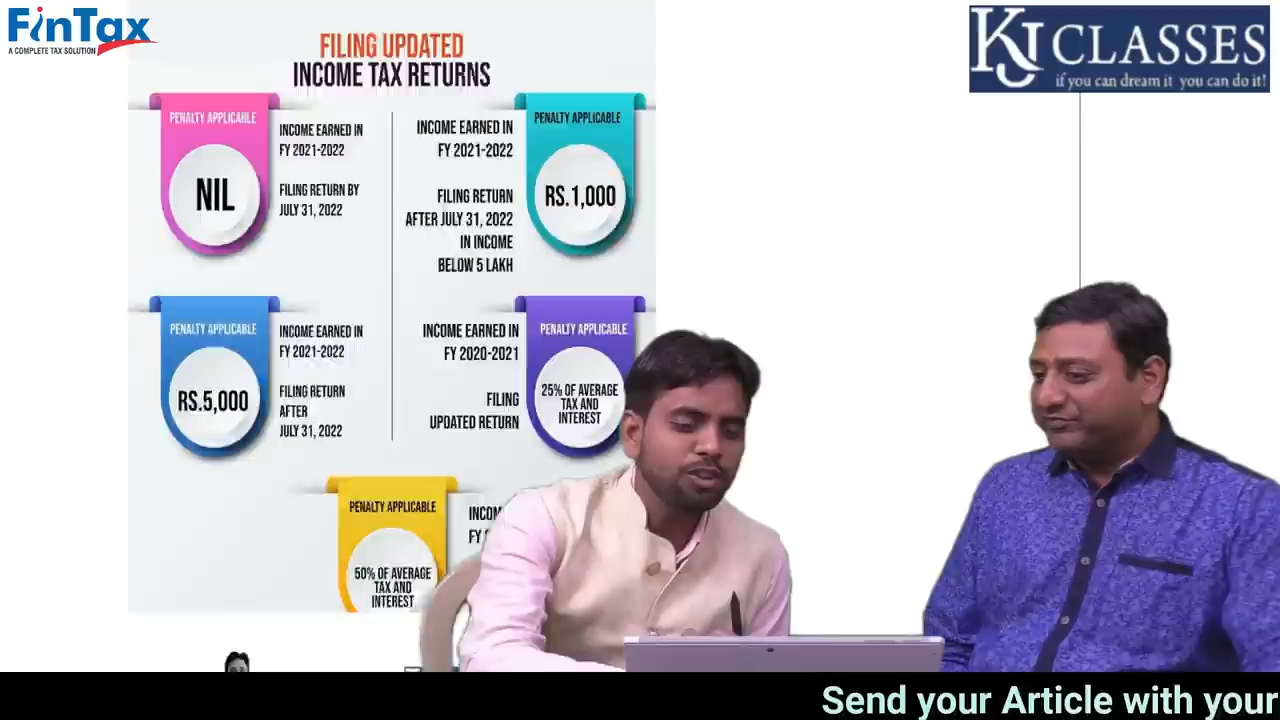 FinTax
A COMPLETE TAX SOLUTION
KJ CLASSES
if you can dream it you can do it!
FILING UPDATED
INCOME TAX RETURNS
PENALTY APPLICABLE
NIL
INCOME EARNED IN
FY 2021-2022
FILING RETURN BY
JULY 31, 2022
INCOME EARNED IN
FY 2021-2022
FILING RETURN
AFTER JULY 31, 2022
IN INCOME
BELOW 5 LAKH
PENALTY APPLICABLE
RS.1,000
PENALTY APPLICABLE
RS.5,000
INCOME EARNED IN
FY 2021-2022
FILING RETURN
AFTER
JULY 31, 2022
INCOME EARNED IN
FY 2020-2021
FILING
UPDATED RETURN
PENALTY APPLICABLE
25% OF AVERAGE
TAX AND
INTEREST
PENALTY APPLICABLE
50% OF AVERAGE
TAX AND
INTEREST
Send your Article with your